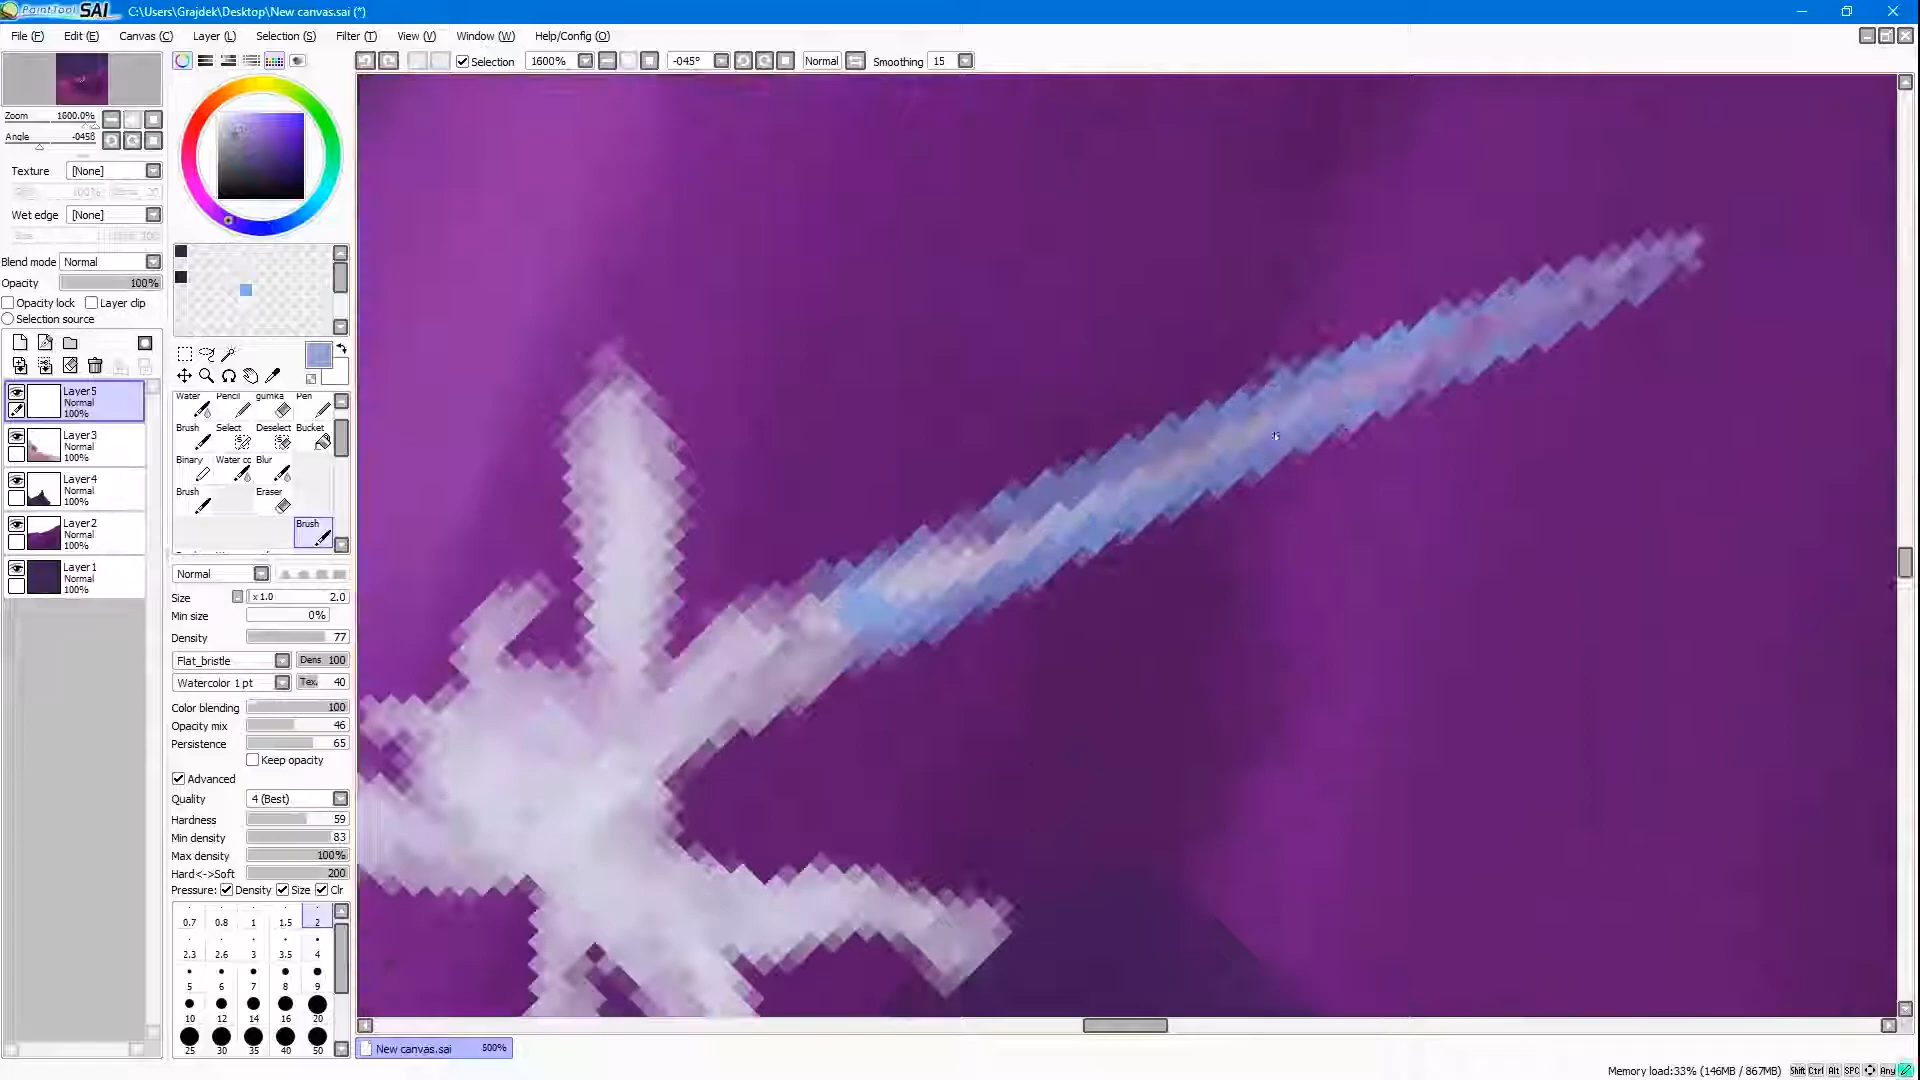 PaintTool SAI C:\Users\Grajdek\Desktop\New canvas.sai (*)
File (F) Edit (E) Canvas (C) Layer (L) Selection (S) Filter (T) View (V) Window (W) Help/Config (O)
Selection 1600% -045° Normal Smoothing 15
Zoom 1600.0%
Angle -0458
Texture [None]
Wet edge [None]
Blend mode Normal
Opacity 100%
Opacity lock Layer clip
Selection source
Layer5
Normal
100%
Layer3
Normal
100%
Layer4
Normal
100%
Layer2
Normal
100%
Layer1
Normal
100%
Water Pencil gumka Pen
Brush Select Deselect Bucket
Binary Water cc Blur
Brush Eraser
Brush
Normal
Size x 1.0 2.0
Min size 0%
Density 77
Flat_bristle Dens 100
Watercolor 1 pt Tex. 40
Color blending 100
Opacity mix 46
Persistence 65
Keep opacity
Advanced
Quality 4 (Best)
Hardness 59
Min density 83
Max density 100%
Hard<->Soft 200
Pressure: Density Size Clr
0.7 0.8 1 1.5 2
2.3 2.6 3 3.5 4
5 6 7 8 9
10 12 14 16 20
25 30 35 40 50
New canvas.sai 500%
Memory load:33% (146MB / 867MB) Shift Ctrl Alt SPC Any